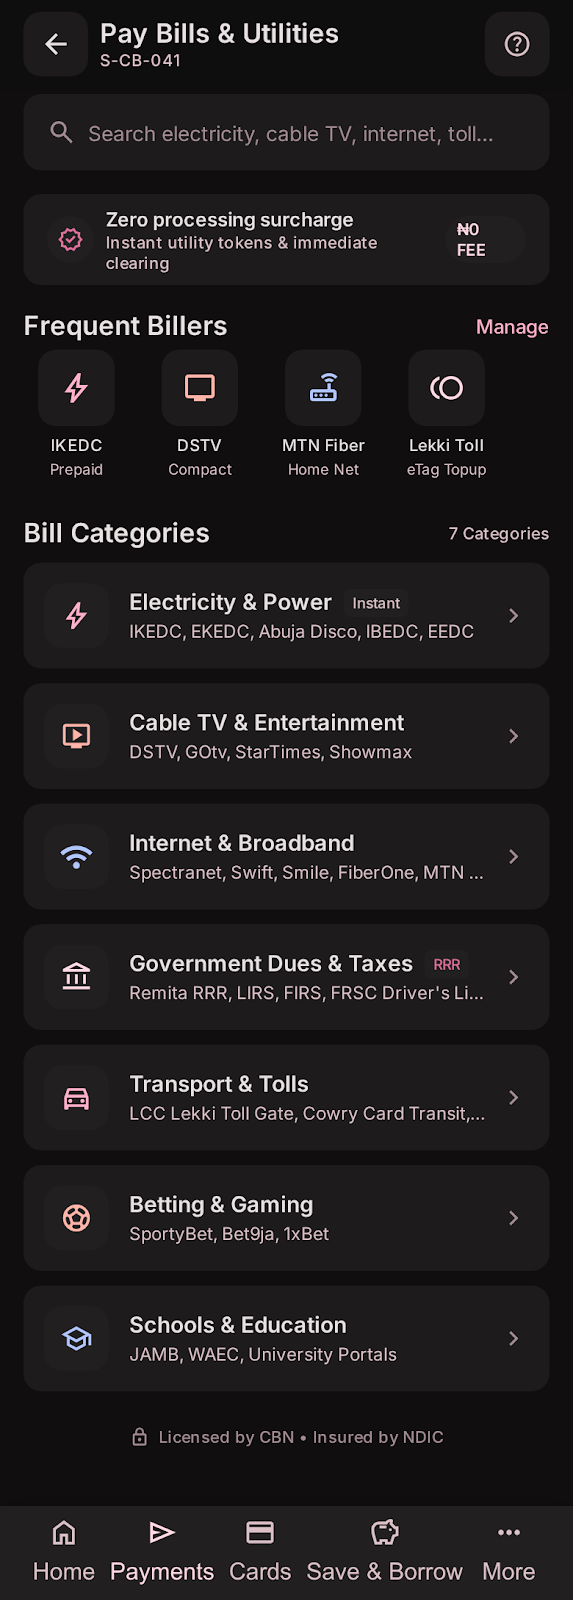 Pay Bills & Utilities
S-CB-041
Search electricity, cable TV, internet, toll...
Zero processing surcharge
Instant utility tokens & immediate
clearing
₦0
FEE
Frequent Billers
Manage
IKEDC
Prepaid
DSTV
Compact
MTN Fiber
Home Net
Lekki Toll
eTag Topup
Bill Categories
7 Categories
Electricity & Power
Instant
IKEDC, EKEDC, Abuja Disco, IBEDC, EEDC
Cable TV & Entertainment
DSTV, GOtv, StarTimes, Showmax
Internet & Broadband
Spectranet, Swift, Smile, FiberOne, MTN ...
Government Dues & Taxes
RRR
Remita RRR, LIRS, FIRS, FRSC Driver's Li...
Transport & Tolls
LCC Lekki Toll Gate, Cowry Card Transit,...
Betting & Gaming
SportyBet, Bet9ja, 1xBet
Schools & Education
JAMB, WAEC, University Portals
Licensed by CBN • Insured by NDIC
Home
Payments
Cards
Save & Borrow
More